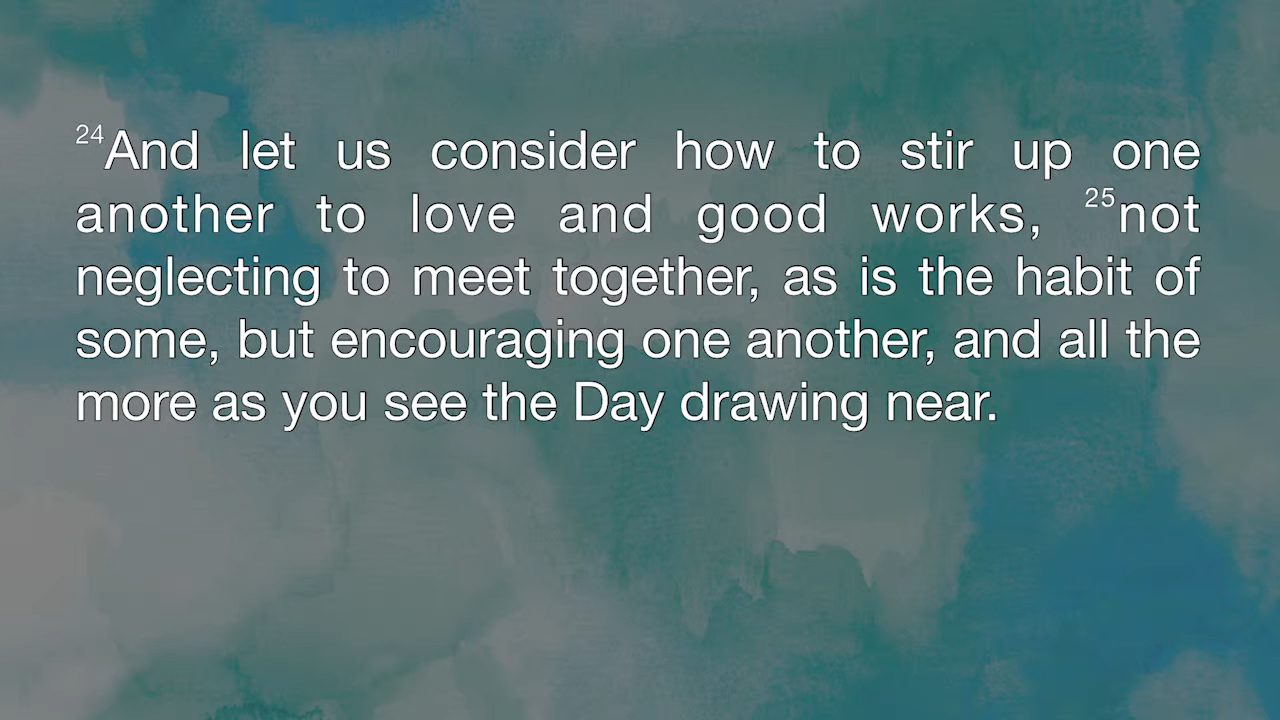 24And let us consider how to stir up one
another to love and good works, 25not
neglecting to meet together, as is the habit of
some, but encouraging one another, and all the
more as you see the Day drawing near.